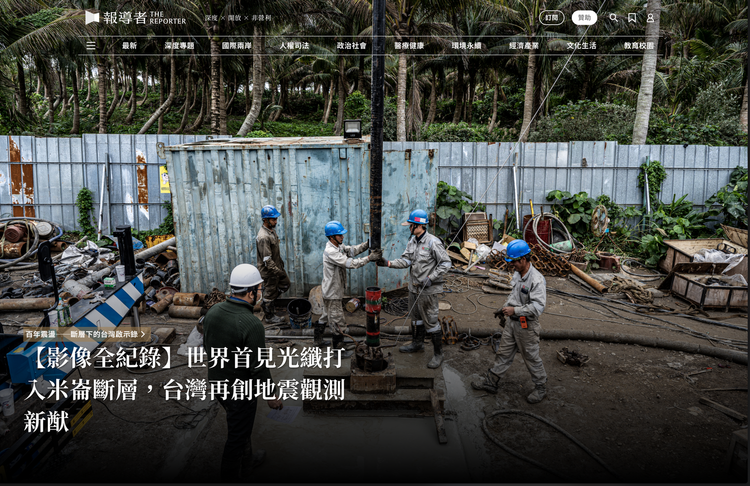 報導者 THE REPORTER
深度 × 開放 × 非營利
訂閱
贊助
最新 深度專題 國際兩岸 人權司法 政治社會 醫療健康 環境永續 經濟產業 文化生活 教育校園
百年震盪——斷層下的台灣啟示錄 >
【影像全紀錄】世界首見光纖打
入米崙斷層，台灣再創地震觀測
新猷